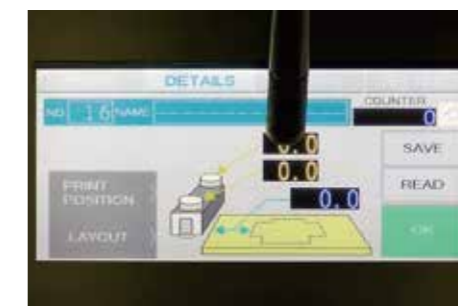 DETAILS
NO 16 NAME
COUNTER
0
0.0
0.0
0.0
SAVE
READ
OK
PRINT
POSITION
LAYOUT